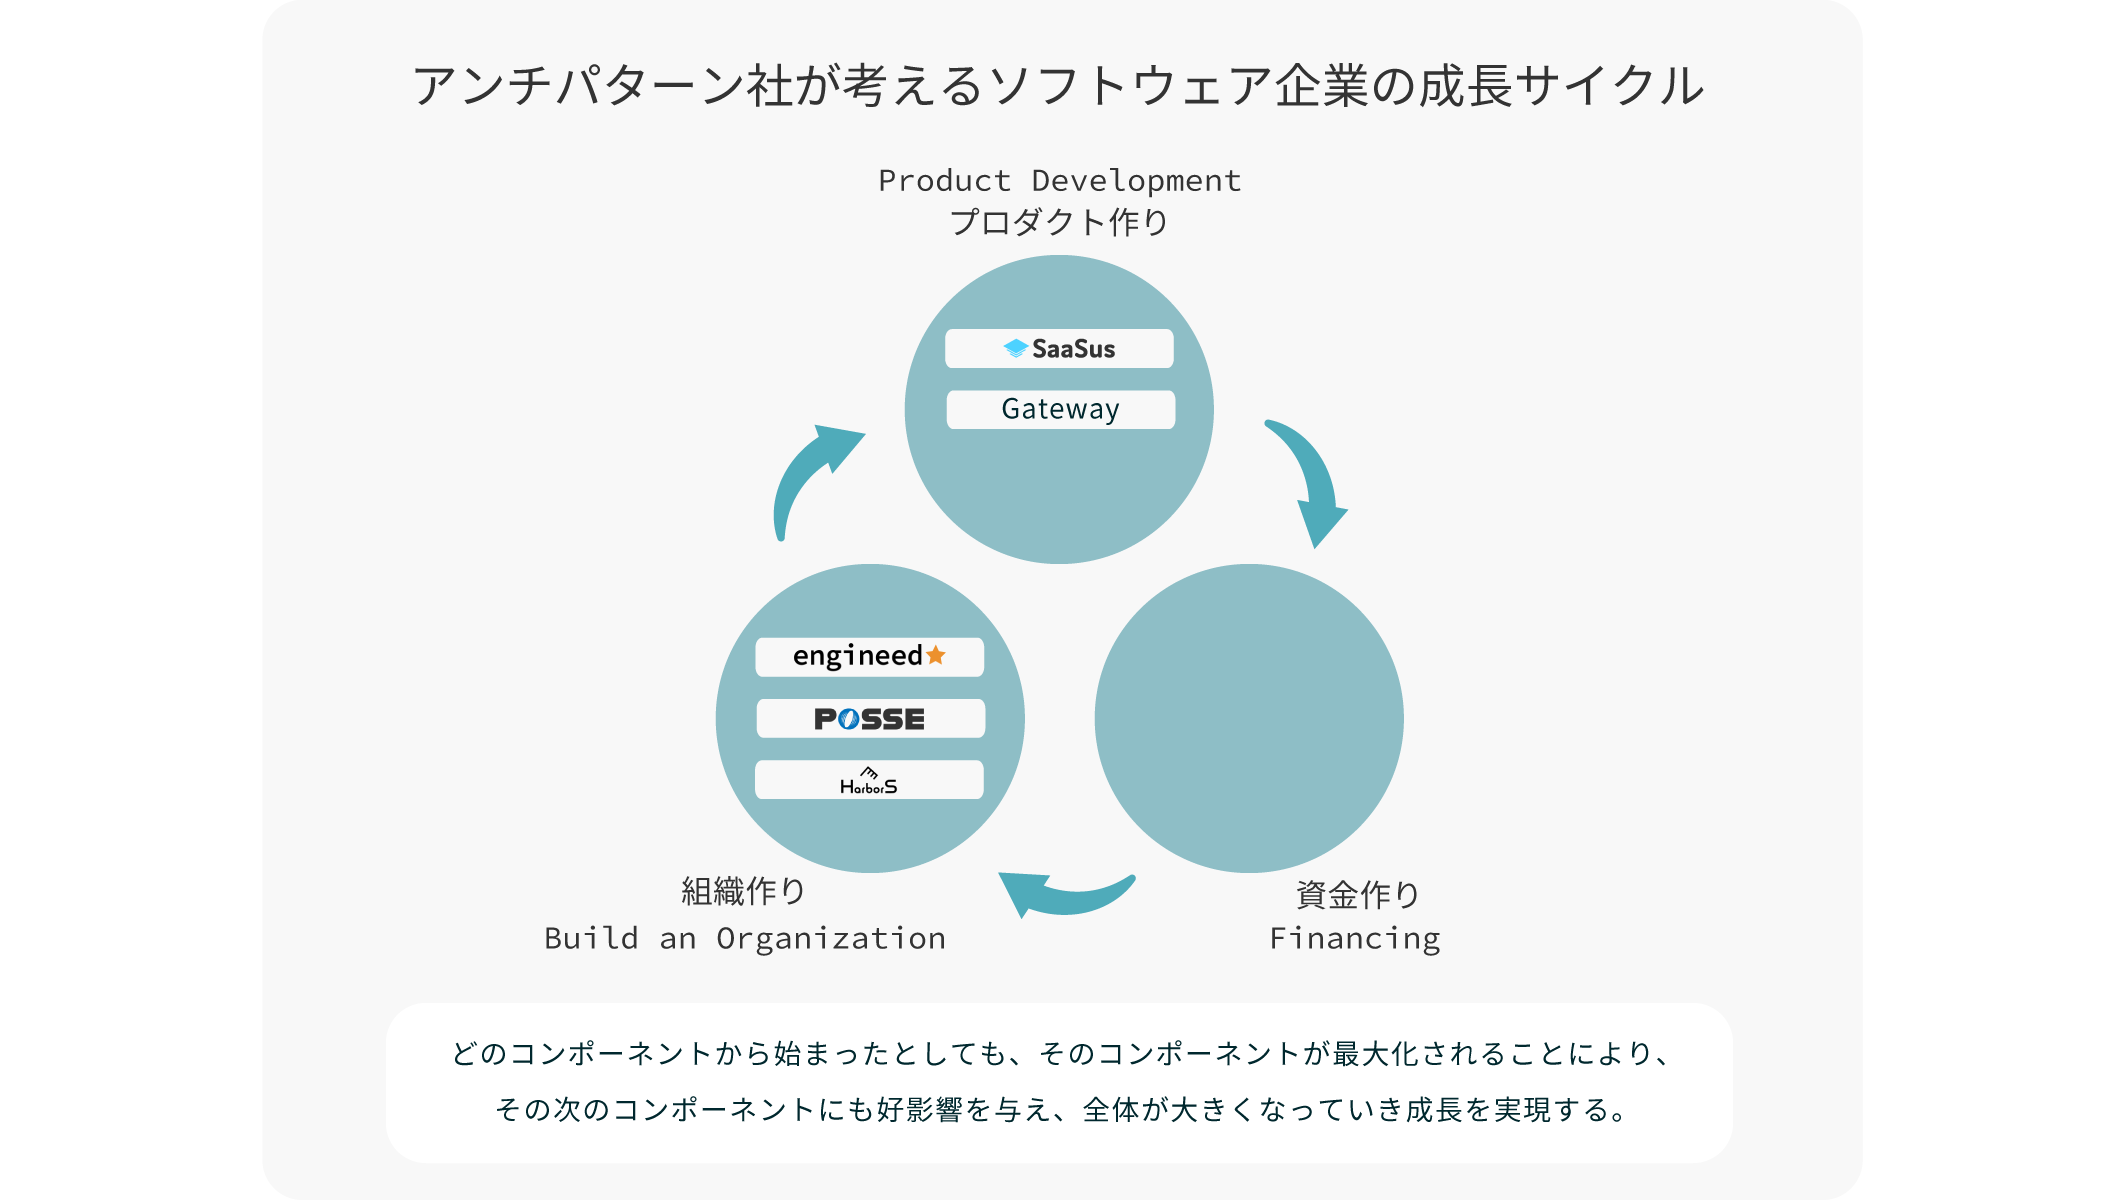 アンチパターン社が考えるソフトウェア企業の成長サイクル
Product Development
プロダクト作り
SaaSus
Gateway
engineed
POSSE
HarborS
組織作り
Build an Organization
資金作り
Financing
どのコンポーネントから始まったとしても、そのコンポーネントが最大化されることにより、
その次のコンポーネントにも好影響を与え、全体が大きくなっていき成長を実現する。